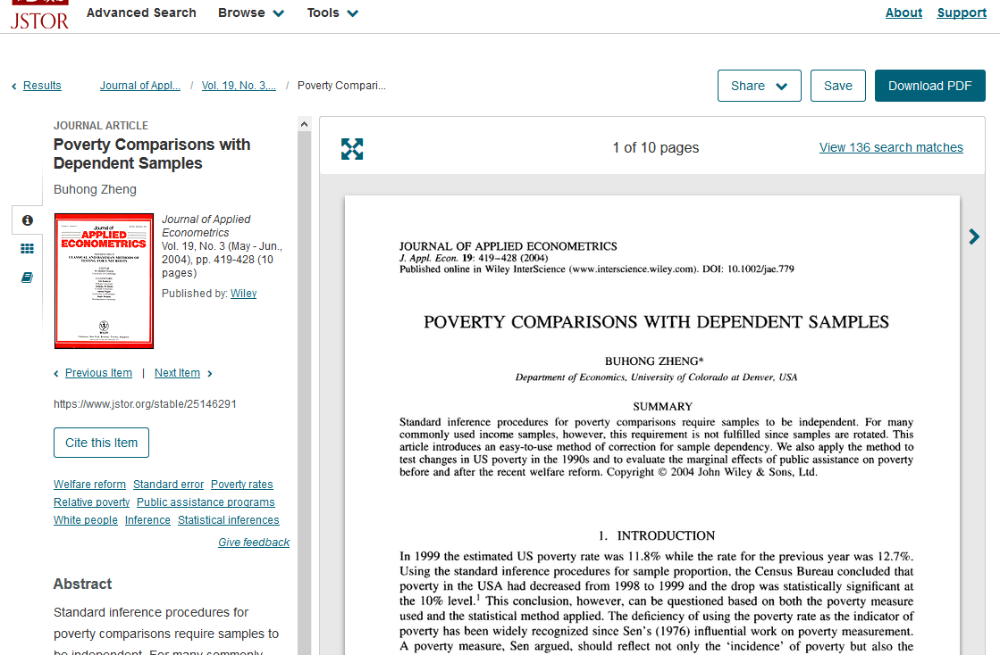 JSTOR
Advanced Search Browse Tools
About Support
Results
Journal of Appl... / Vol. 19, No. 3,... / Poverty Compari...
Share
Save
Download PDF
JOURNAL ARTICLE
Poverty Comparisons with
Dependent Samples
Buhong Zheng
Journal of
APPLIED
ECONOMETRICS
Journal of Applied
Econometrics
Vol. 19, No. 3 (May - Jun.,
2004), pp. 419-428 (10
pages)
Published by: Wiley
Previous Item | Next Item
https://www.jstor.org/stable/25146291
Cite this Item
Welfare reform Standard error Poverty rates
Relative poverty Public assistance programs
White people Inference Statistical inferences
Give feedback
Abstract
Standard inference procedures for
poverty comparisons require samples to
be independent. For many commonly
1 of 10 pages
View 136 search matches
JOURNAL OF APPLIED ECONOMETRICS
J. Appl. Econ. 19: 419–428 (2004)
Published online in Wiley InterScience (www.interscience.wiley.com). DOI: 10.1002/jae.779
POVERTY COMPARISONS WITH DEPENDENT SAMPLES
BUHONG ZHENG*
Department of Economics, University of Colorado at Denver, USA
SUMMARY
Standard inference procedures for poverty comparisons require samples to be independent. For many
commonly used income samples, however, this requirement is not fulfilled since samples are rotated. This
article introduces an easy-to-use method of correction for sample dependency. We also apply the method to
test changes in US poverty in the 1990s and to evaluate the marginal effects of public assistance on poverty
before and after the recent welfare reform. Copyright © 2004 John Wiley & Sons, Ltd.
1. INTRODUCTION
In 1999 the estimated US poverty rate was 11.8% while the rate for the previous year was 12.7%.
Using the standard inference procedures for sample proportion, the Census Bureau concluded that
poverty in the USA had decreased from 1998 to 1999 and the drop was statistically significant at
the 10% level.1 This conclusion, however, can be questioned based on both the poverty measure
used and the statistical method applied. The deficiency of using the poverty rate as the indicator of
poverty has been widely recognized since Sen's (1976) influential work on poverty measurement.
A poverty measure, Sen argued, should reflect not only the 'incidence' of poverty but also the